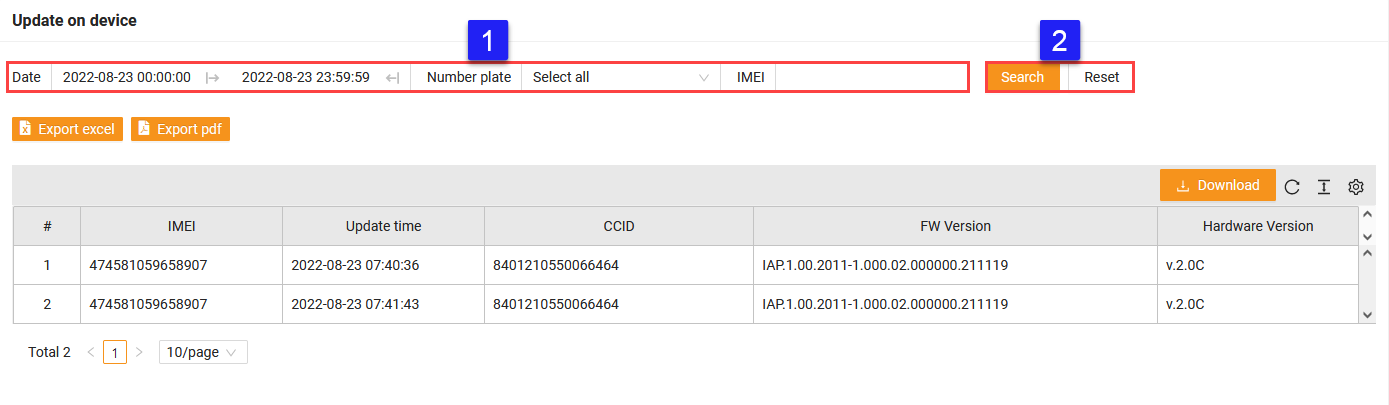 Update on device
1
2
Date 2022-08-23 00:00:00 2022-08-23 23:59:59 Number plate Select all IMEI Search Reset
Export excel Export pdf
Download
# IMEI Update time CCID FW Version Hardware Version
1 474581059658907 2022-08-23 07:40:36 8401210550066464 IAP.1.00.2011-1.000.02.000000.211119 v.2.0C
2 474581059658907 2022-08-23 07:41:43 8401210550066464 IAP.1.00.2011-1.000.02.000000.211119 v.2.0C
Total 2 < 1 > 10/page